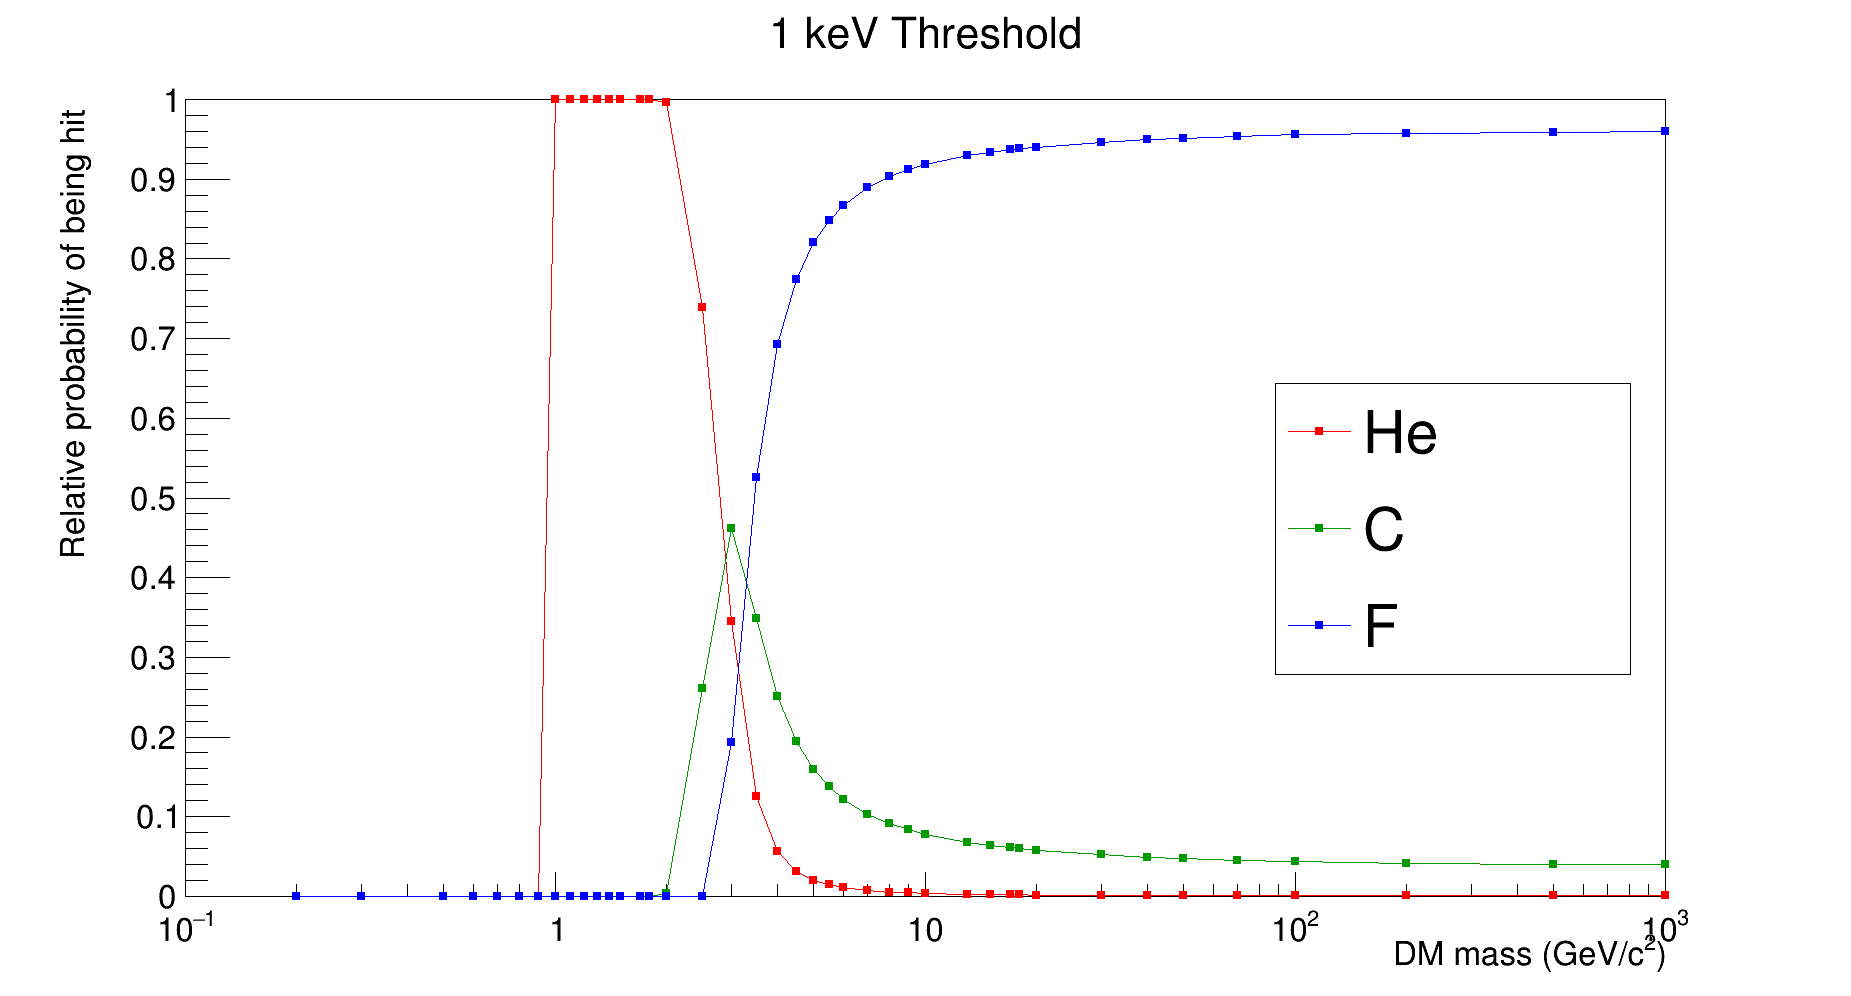 1 keV Threshold
Relative probability of being hit
1
0.9
0.8
0.7
0.6
0.5
0.4
0.3
0.2
0.1
0
He
C
F
10⁻¹ 1 10 10² 10³
DM mass (GeV/c²)